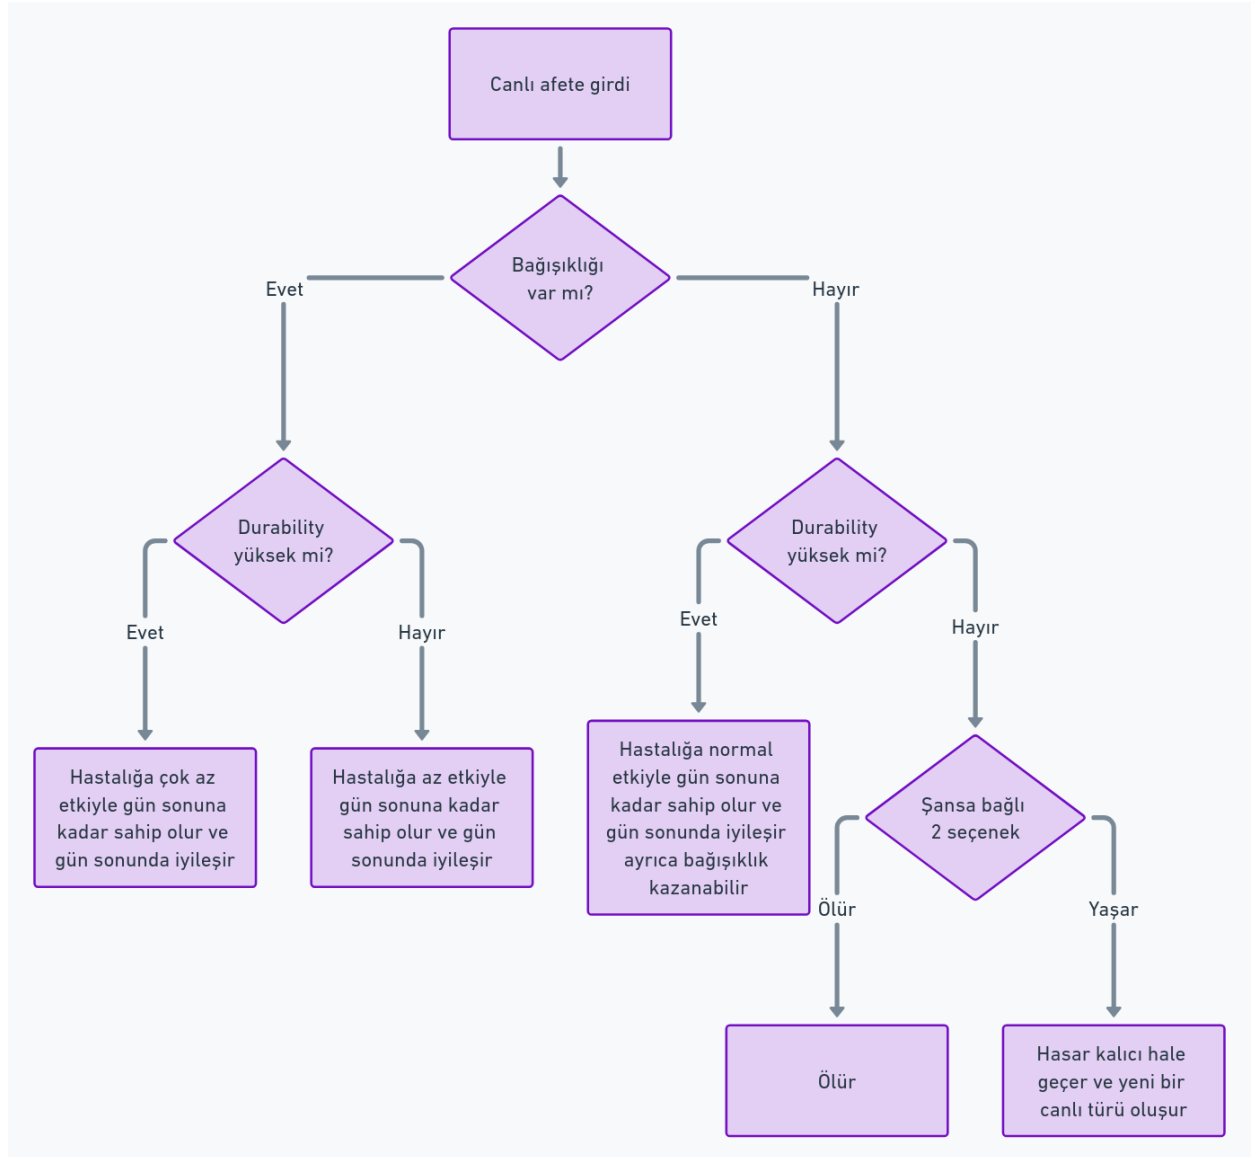 Canlı afete girdi
Bağışıklığı
var mı?
Evet
Hayır
Durability
yüksek mi?
Durability
yüksek mi?
Evet
Hayır
Evet
Hayır
Hastalığa çok az
etkiyle gün sonuna
kadar sahip olur ve
gün sonunda iyileşir
Hastalığa az etkiyle
gün sonuna kadar
sahip olur ve gün
sonunda iyileşir
Hastalığa normal
etkiyle gün sonuna
kadar sahip olur ve
gün sonunda iyileşir
ayrıca bağışıklık
kazanabilir
Şansa bağlı
2 seçenek
Ölür
Yaşar
Ölür
Hasar kalıcı hale
geçer ve yeni bir
canlı türü oluşur